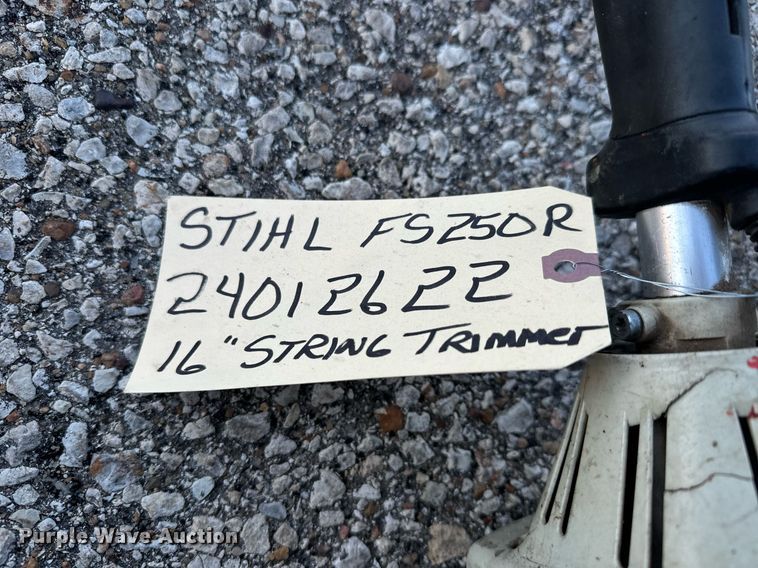 STIHL FS250R
24012622
16" STRING TRIMMER
Purple Wave Auction